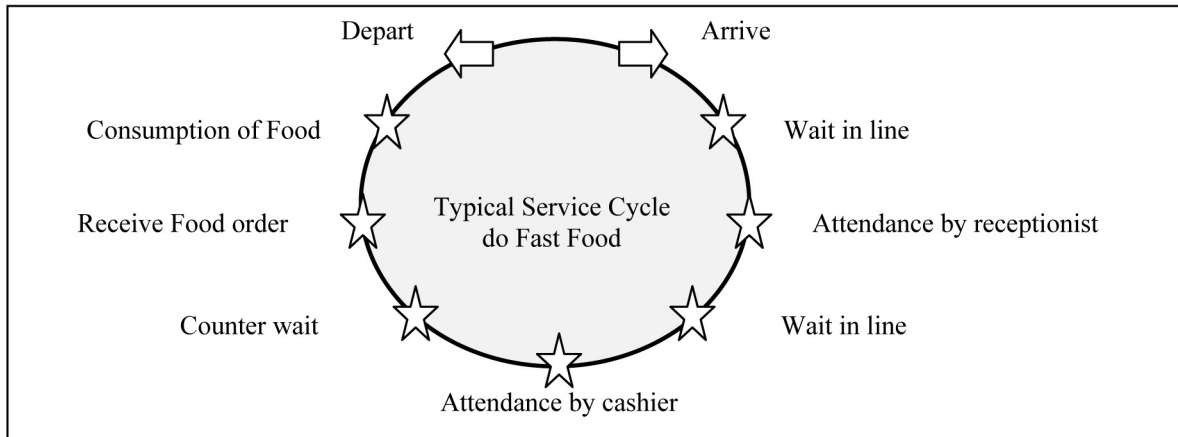 Depart
Arrive
Consumption of Food
Wait in line
Typical Service Cycle
do Fast Food
Receive Food order
Attendance by receptionist
Counter wait
Wait in line
Attendance by cashier